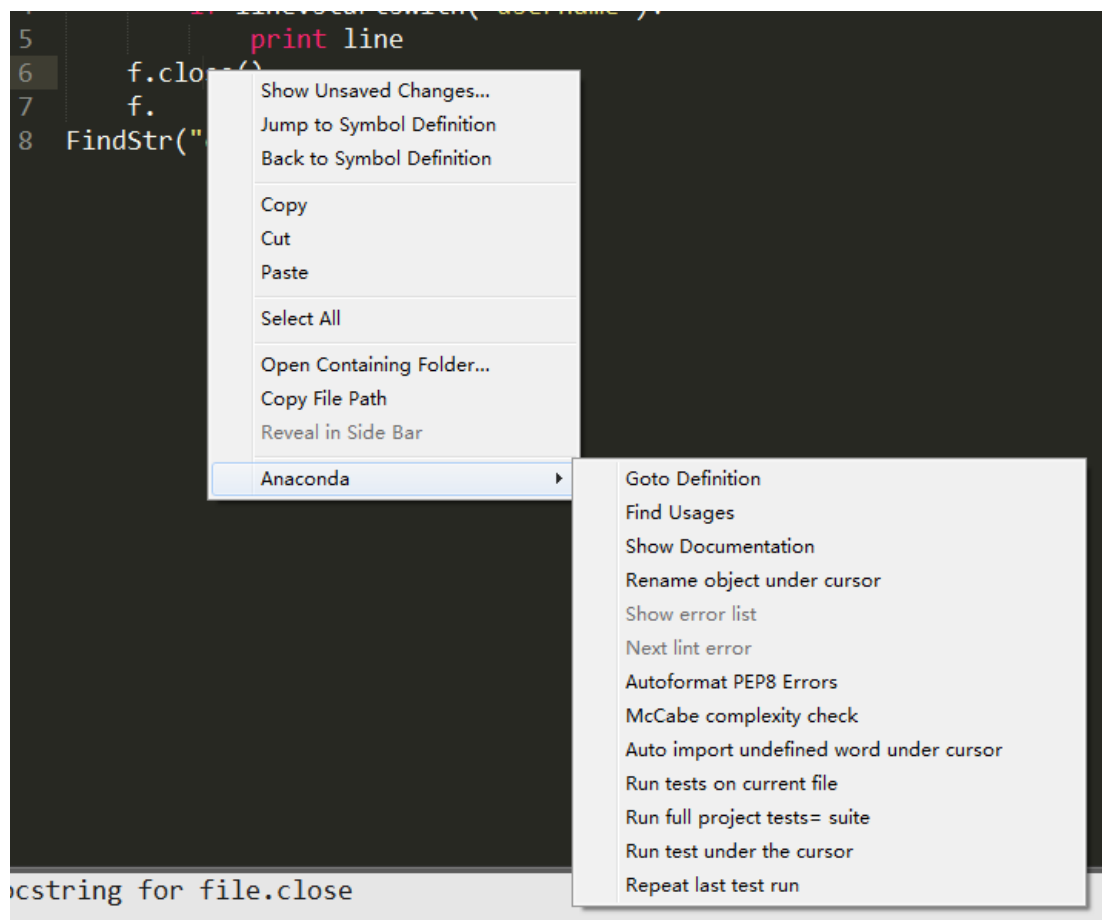 5 print line
6 f.clo
7 f.
8 FindStr("
Show Unsaved Changes...
Jump to Symbol Definition
Back to Symbol Definition
Copy
Cut
Paste
Select All
Open Containing Folder...
Copy File Path
Reveal in Side Bar
Anaconda
Goto Definition
Find Usages
Show Documentation
Rename object under cursor
Show error list
Next lint error
Autoformat PEP8 Errors
McCabe complexity check
Auto import undefined word under cursor
Run tests on current file
Run full project tests= suite
Run test under the cursor
Repeat last test run
ocstring for file.close